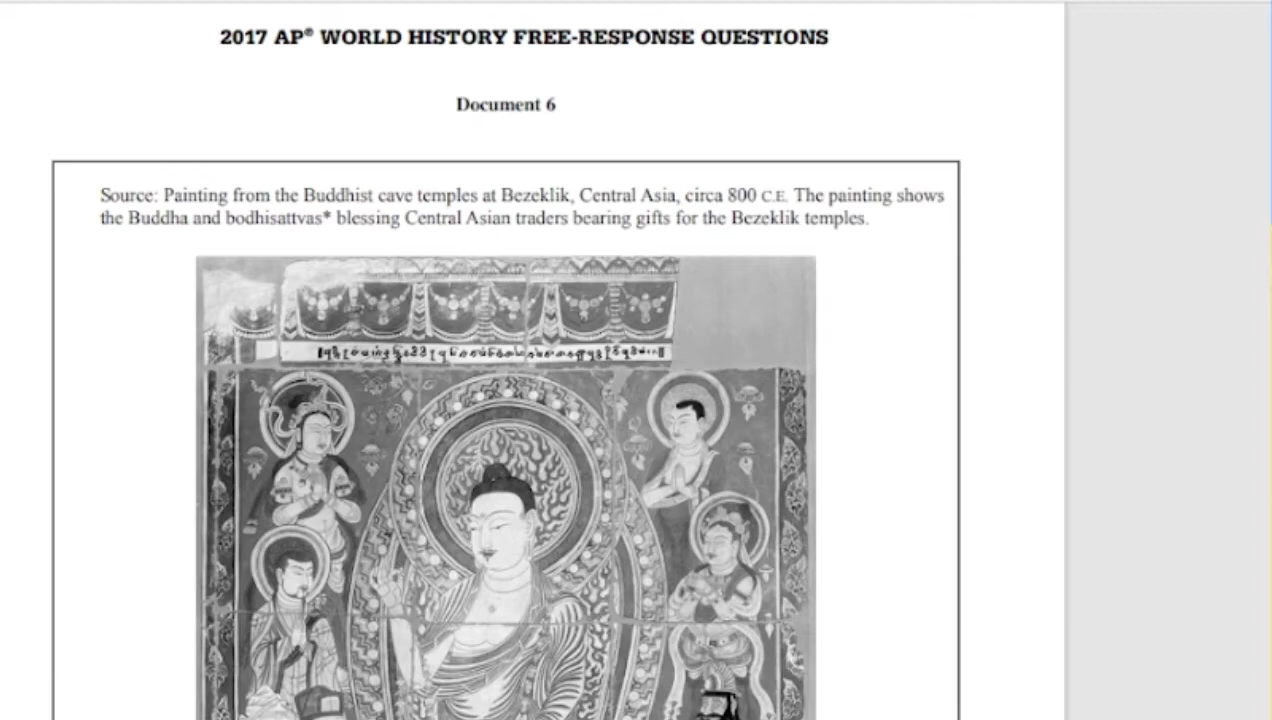 2017 AP® WORLD HISTORY FREE-RESPONSE QUESTIONS
Document 6
Source: Painting from the Buddhist cave temples at Bezeklik, Central Asia, circa 800 C.E. The painting shows
the Buddha and bodhisattvas* blessing Central Asian traders bearing gifts for the Bezeklik temples.